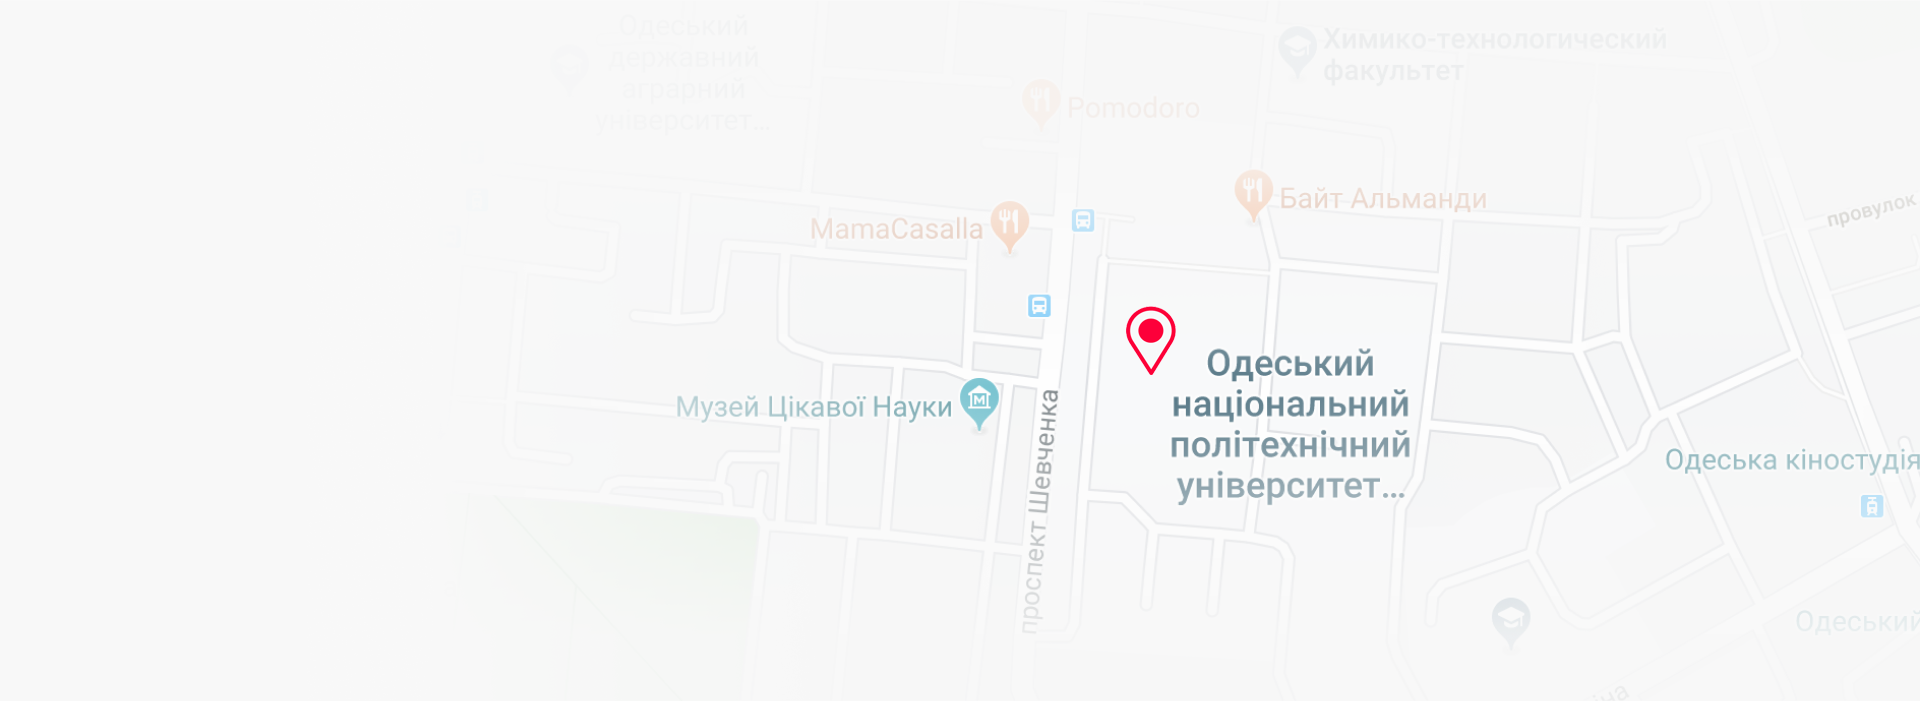 Одеський
державний
аграрний
університет...
Химико-технологический
факультет
Pomodoro
Байт Альманди
провулок
MamaCasalla
Одеський
національний
політехнічний
університет...
Музей Цікавої Науки
M
проспект Шевченка
Одеська кіностудія
Одеський